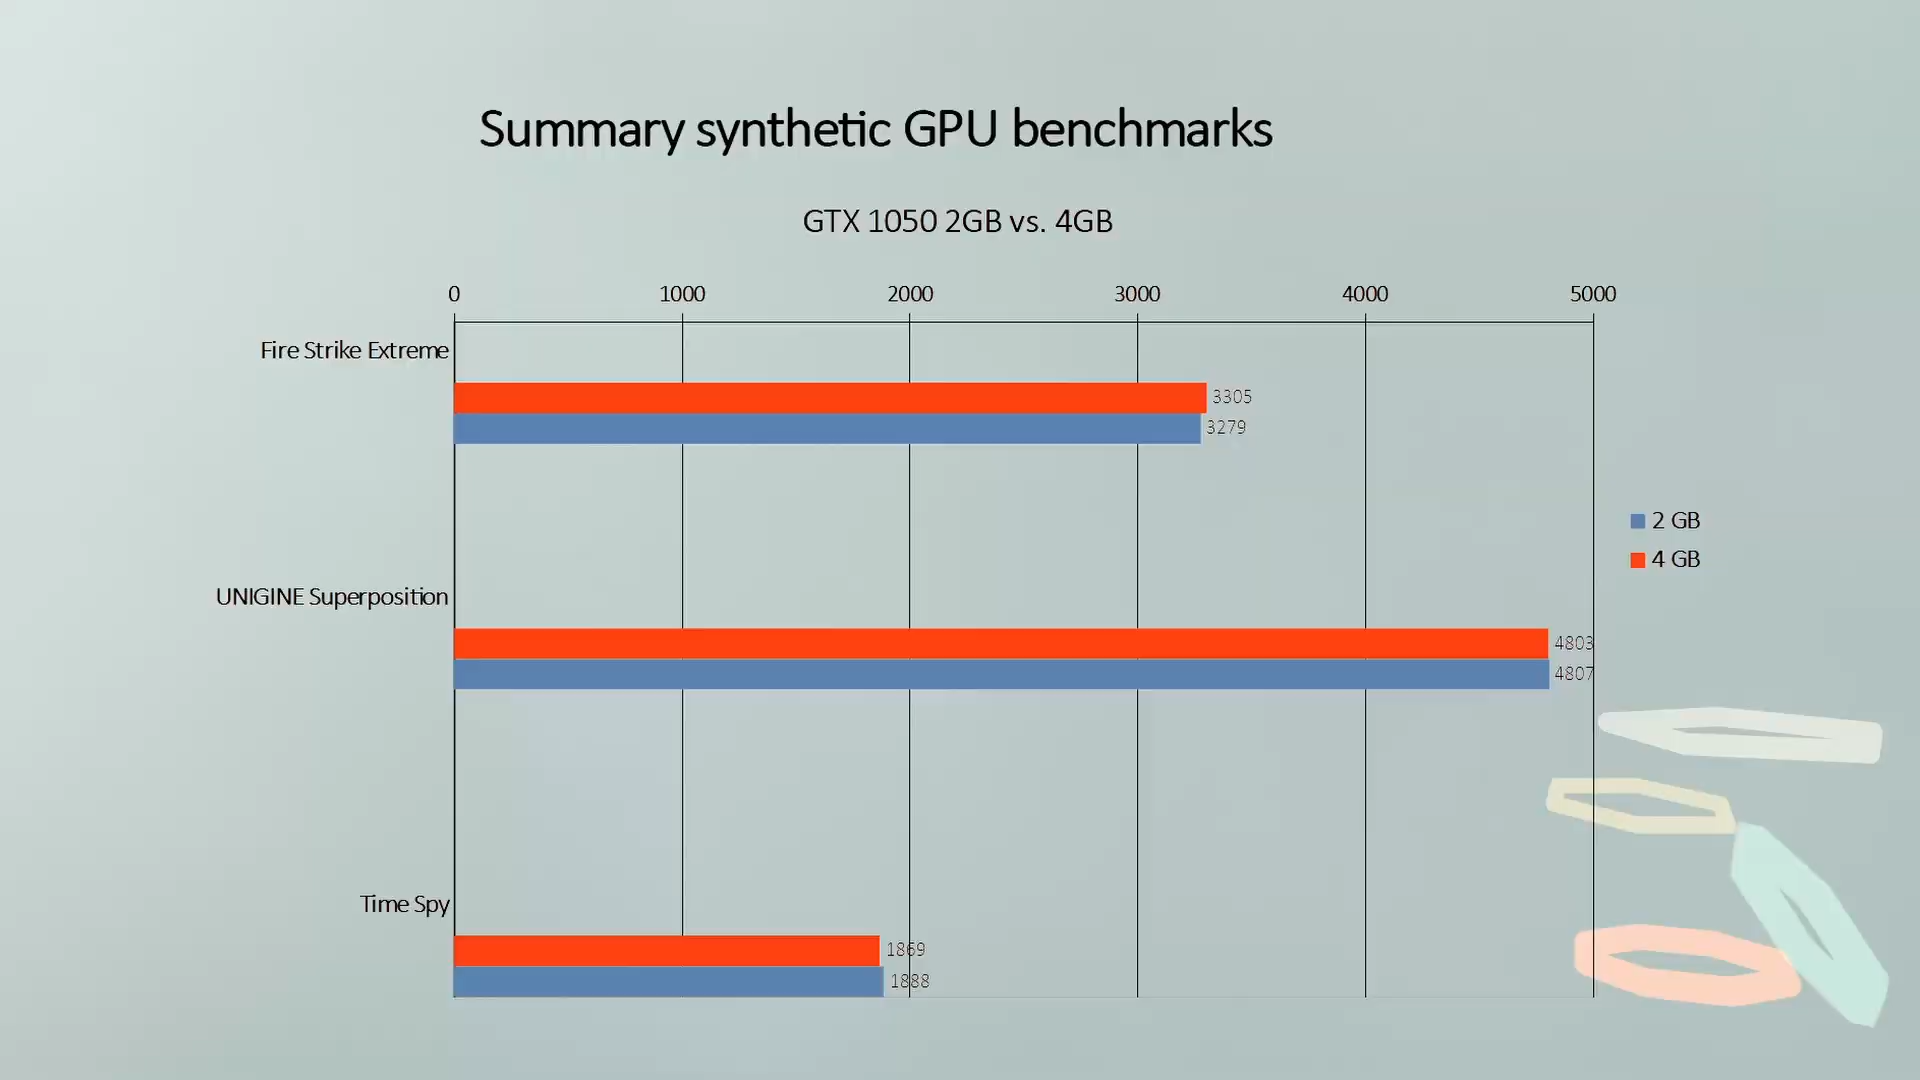 Summary synthetic GPU benchmarks
GTX 1050 2GB vs. 4GB
0 1000 2000 3000 4000 5000
Fire Strike Extreme
3305
3279
2 GB
4 GB
UNIGINE Superposition
4803
4807
Time Spy
1869
1888